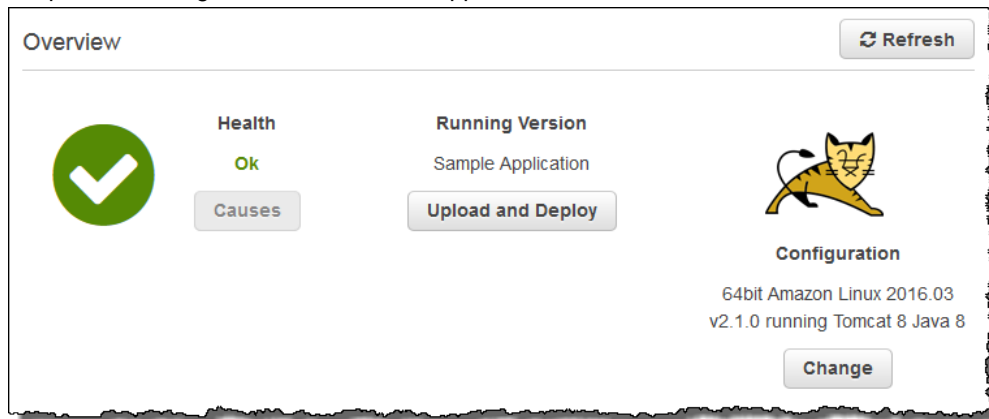 Overview
Refresh
Health
Ok
Causes
Running Version
Sample Application
Upload and Deploy
Configuration
64bit Amazon Linux 2016.03
v2.1.0 running Tomcat 8 Java 8
Change